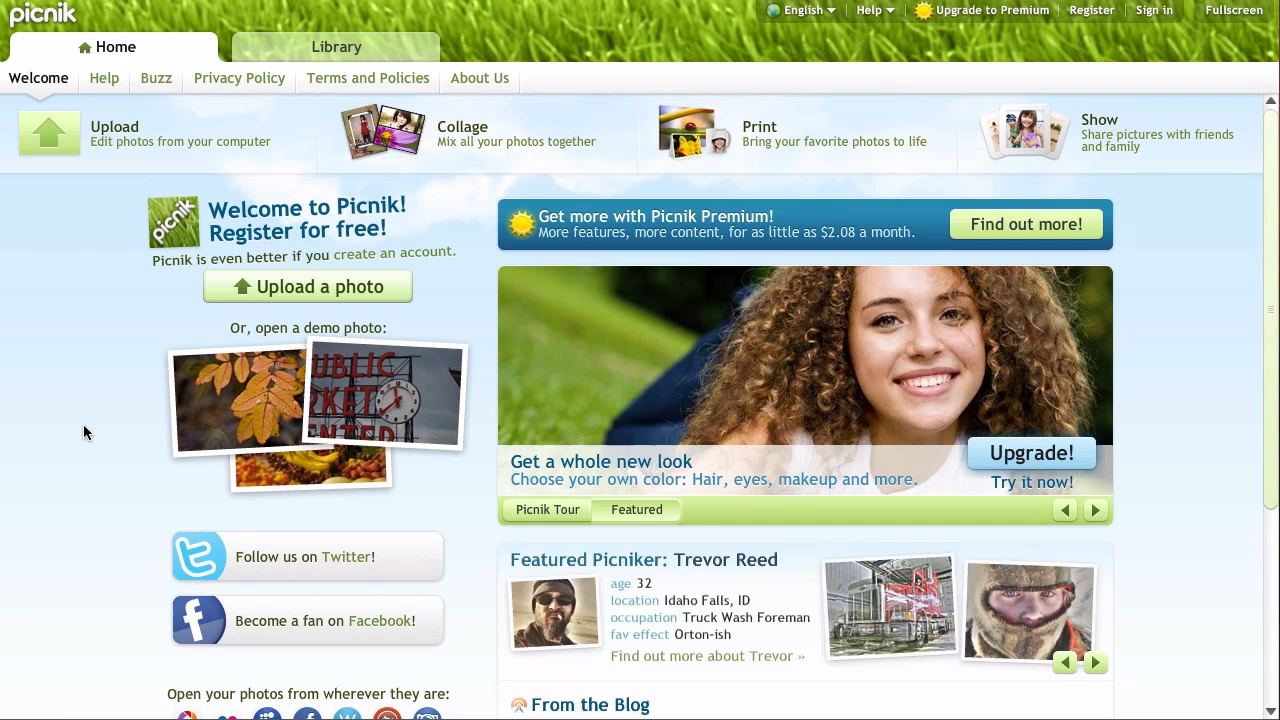 picnik
English
Help
Upgrade to Premium
Register
Sign in
Fullscreen
Home
Library
Welcome
Help
Buzz
Privacy Policy
Terms and Policies
About Us
Upload
Edit photos from your computer
Collage
Mix all your photos together
Print
Bring your favorite photos to life
Show
Share pictures with friends
and family
picnik
Welcome to Picnik!
Register for free!
Picnik is even better if you create an account.
Upload a photo
Or, open a demo photo:
UBLIC
RKET
ENTER
Follow us on Twitter!
Become a fan on Facebook!
Open your photos from wherever they are:
Get more with Picnik Premium!
More features, more content, for as little as $2.08 a month.
Find out more!
Get a whole new look
Choose your own color: Hair, eyes, makeup and more.
Upgrade!
Try it now!
Picnik Tour
Featured
Featured Picniker: Trevor Reed
age 32
location Idaho Falls, ID
occupation Truck Wash Foreman
fav effect Orton-ish
Find out more about Trevor »
From the Blog